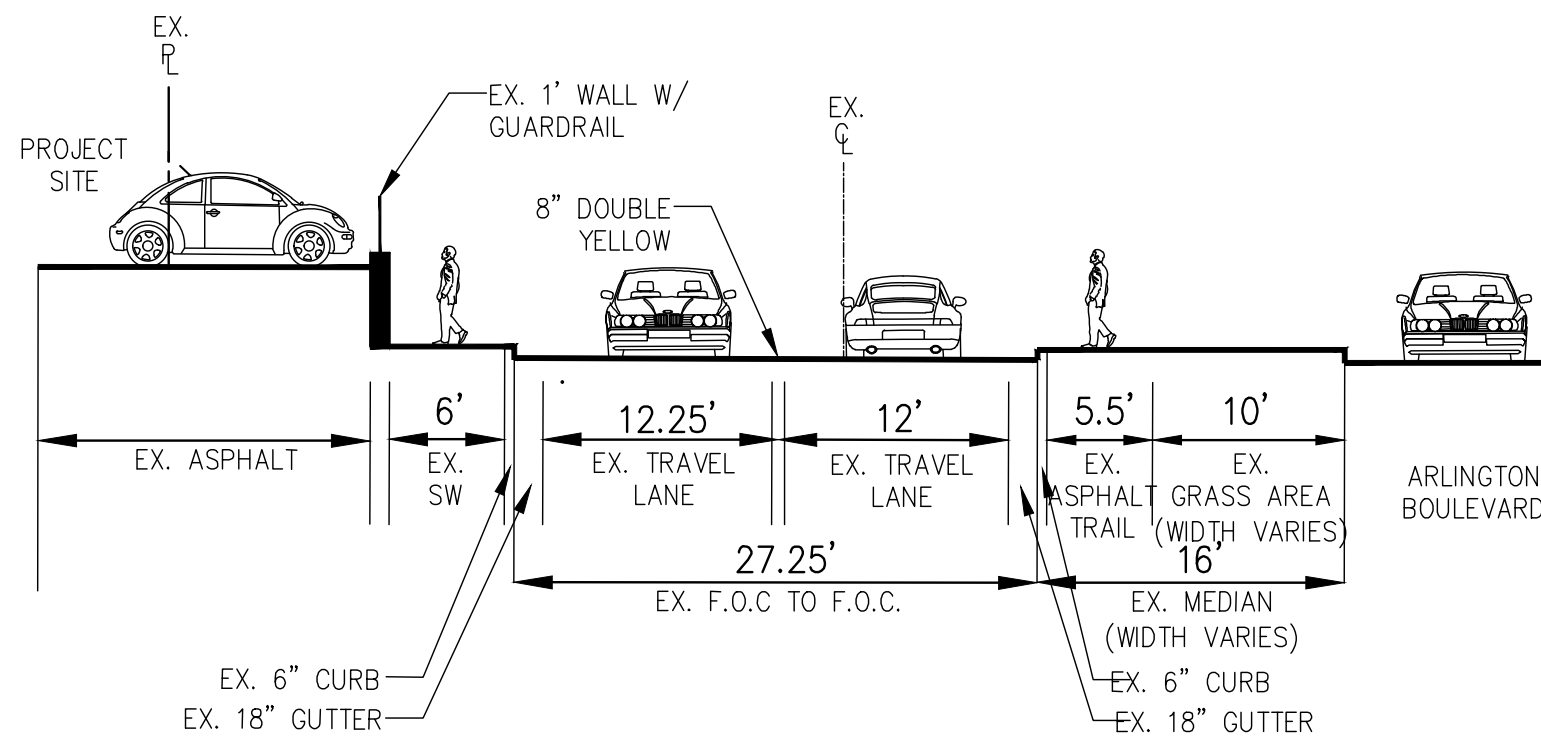 EX.
PL
EX. 1' WALL W/
GUARDRAIL
EX.
CL
PROJECT
SITE
8” DOUBLE
YELLOW
6'
12.25'
12'
5.5'
10'
EX. ASPHALT
EX.
SW
EX. TRAVEL
LANE
EX. TRAVEL
LANE
EX.
ASPHALT
TRAIL
EX.
GRASS AREA
(WIDTH VARIES)
ARLINGTON
BOULEVARD
27.25'
EX. F.O.C TO F.O.C.
16'
EX. MEDIAN
(WIDTH VARIES)
EX. 6” CURB
EX. 18” GUTTER
EX. 6” CURB
EX. 18” GUTTER